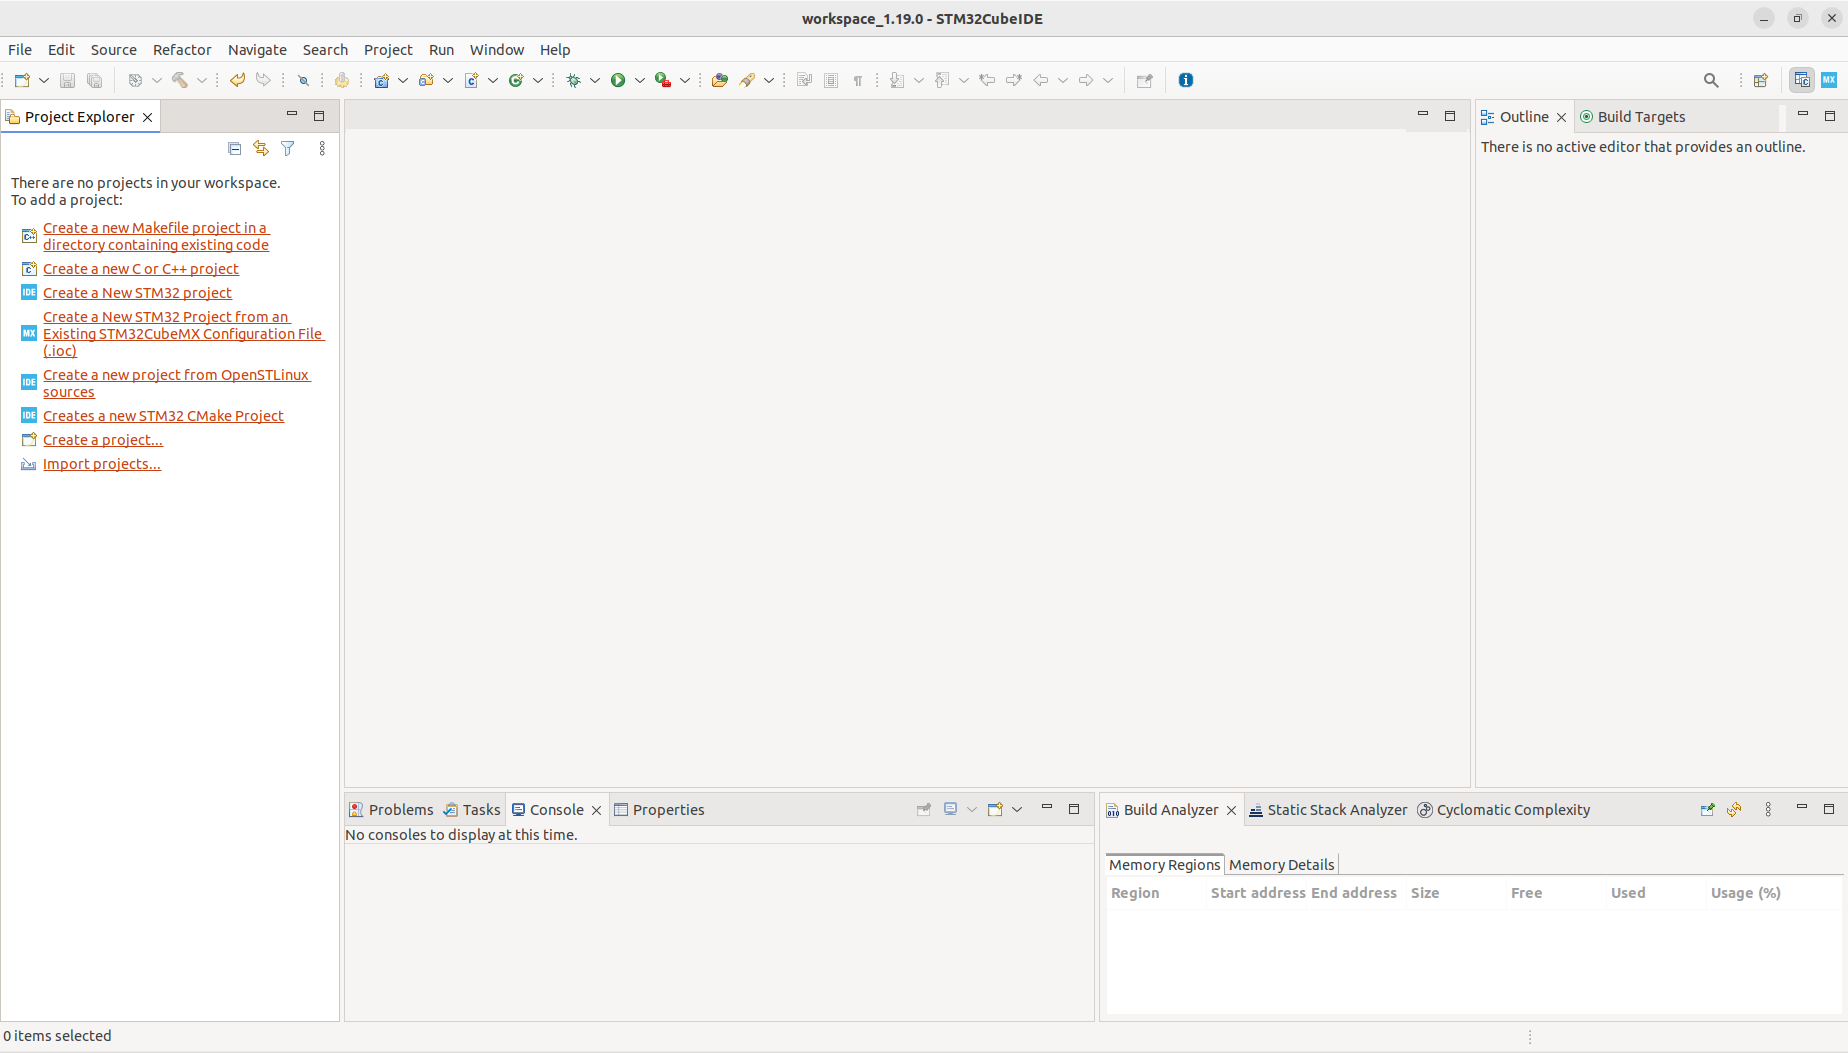 workspace_1.19.0 - STM32CubeIDE
File Edit Source Refactor Navigate Search Project Run Window Help
MX
Project Explorer
There are no projects in your workspace.
To add a project:
Create a new Makefile project in a
directory containing existing code
Create a new C or C++ project
IDE Create a New STM32 project
Create a New STM32 Project from an
MX Existing STM32CubeMX Configuration File
(.ioc)
Create a new project from OpenSTLinux
IDE sources
IDE Creates a new STM32 CMake Project
Create a project...
Import projects...
Outline Build Targets
There is no active editor that provides an outline.
Problems Tasks Console Properties
No consoles to display at this time.
Build Analyzer Static Stack Analyzer Cyclomatic Complexity
Memory Regions Memory Details
Region Start address End address Size Free Used Usage (%)
0 items selected